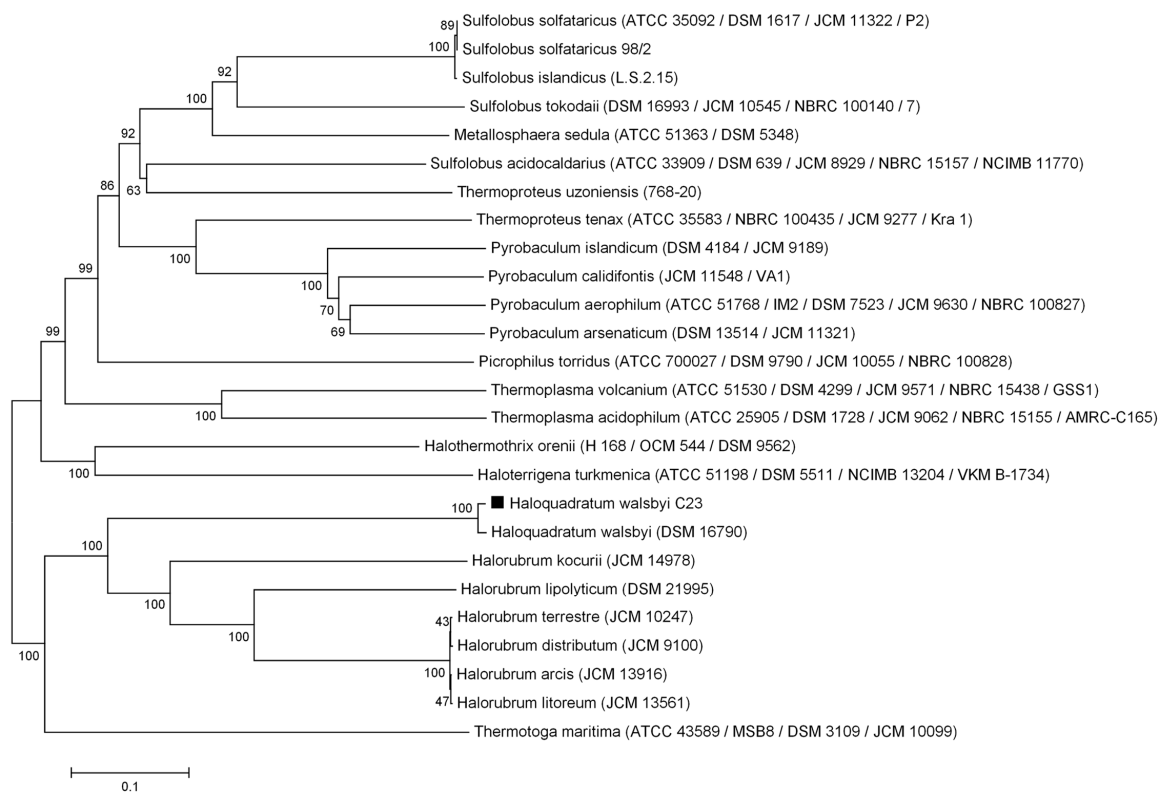 89
Sulfolobus solfataricus (ATCC 35092 / DSM 1617 / JCM 11322 / P2)
100
Sulfolobus solfataricus 98/2
Sulfolobus islandicus (L.S.2.15)
92
100
Sulfolobus tokodaii (DSM 16993 / JCM 10545 / NBRC 100140 / 7)
92
Metallosphaera sedula (ATCC 51363 / DSM 5348)
Sulfolobus acidocaldarius (ATCC 33909 / DSM 639 / JCM 8929 / NBRC 15157 / NCIMB 11770)
86
63
Thermoproteus uzoniensis (768-20)
Thermoproteus tenax (ATCC 35583 / NBRC 100435 / JCM 9277 / Kra 1)
100
Pyrobaculum islandicum (DSM 4184 / JCM 9189)
99
100
Pyrobaculum calidifontis (JCM 11548 / VA1)
70
Pyrobaculum aerophilum (ATCC 51768 / IM2 / DSM 7523 / JCM 9630 / NBRC 100827)
99
69
Pyrobaculum arsenaticum (DSM 13514 / JCM 11321)
Picrophilus torridus (ATCC 700027 / DSM 9790 / JCM 10055 / NBRC 100828)
Thermoplasma volcanium (ATCC 51530 / DSM 4299 / JCM 9571 / NBRC 15438 / GSS1)
100
Thermoplasma acidophilum (ATCC 25905 / DSM 1728 / JCM 9062 / NBRC 15155 / AMRC-C165)
Halothermothrix orenii (H 168 / OCM 544 / DSM 9562)
100
Haloterrigena turkmenica (ATCC 51198 / DSM 5511 / NCIMB 13204 / VKM B-1734)
100
Haloquadratum walsbyi C23
Haloquadratum walsbyi (DSM 16790)
100
Halorubrum kocurii (JCM 14978)
100
Halorubrum lipolyticum (DSM 21995)
100
43
Halorubrum terrestre (JCM 10247)
Halorubrum distributum (JCM 9100)
100
100
Halorubrum arcis (JCM 13916)
47
Halorubrum litoreum (JCM 13561)
Thermotoga maritima (ATCC 43589 / MSB8 / DSM 3109 / JCM 10099)
0.1